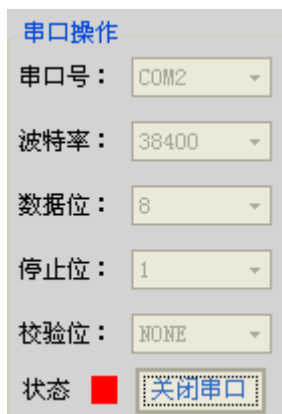 串口操作
串口号： COM2
波特率： 38400
数据位： 8
停止位： 1
校验位： NONE
状态 关闭串口